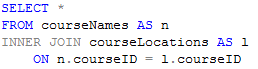 SELECT *
FROM courseNames AS n
INNER JOIN courseLocations AS l
ON n.courseID = l.courseID